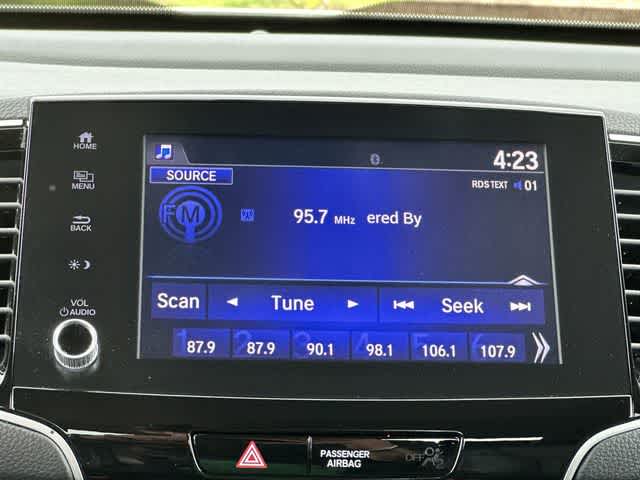 HOME
MENU
BACK
VOL
AUDIO
4:23
SOURCE
RDS TEXT 01
FM
95.7 MHz ered By
Scan Tune Seek
1 2 3 4 5 6
87.9 87.9 90.1 98.1 106.1 107.9
PASSENGER
AIRBAG
OFF